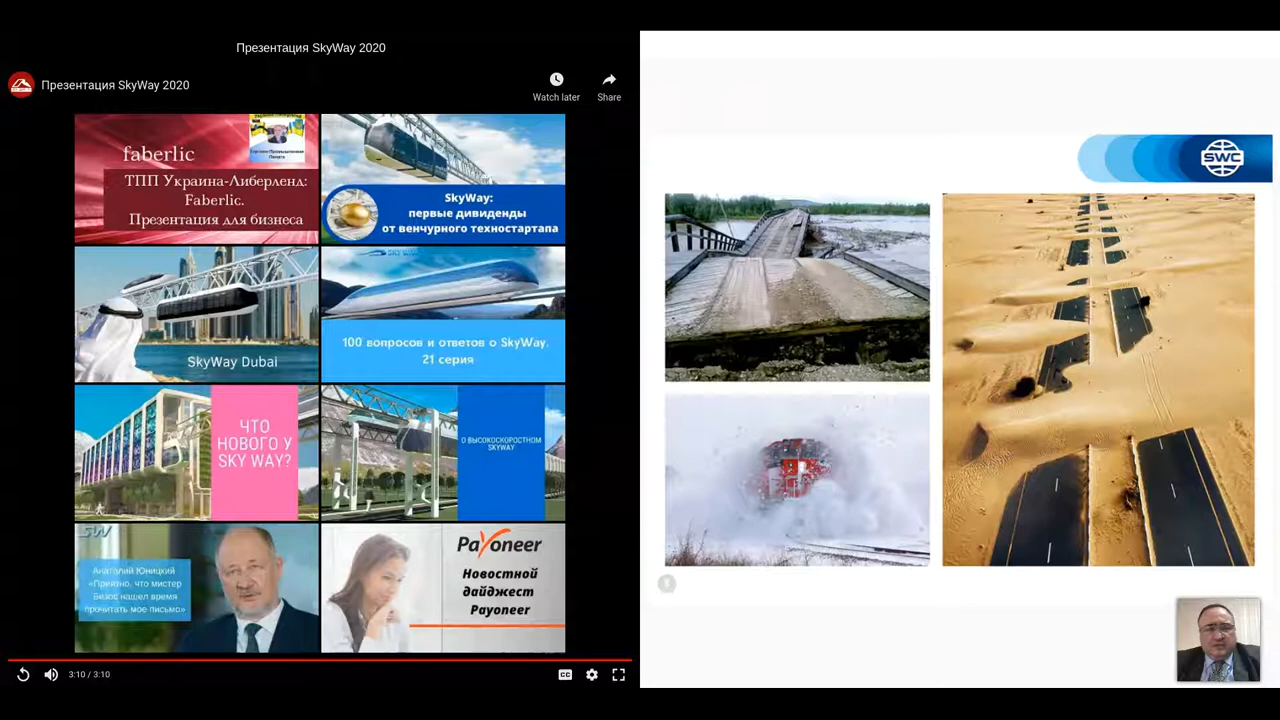 Презентация SkyWay 2020
Презентация SkyWay 2020
Watch later
Share
faberlic
ТПП Украина-Либерленд:
Faberlic.
Презентация для бизнеса
SkyWay:
первые дивиденды
от венчурного техностартапа
SkyWay Dubai
100 вопросов и ответов о SkyWay.
21 серия
ЧТО
НОВОГО У
SKY WAY?
О ВЫСОКОСКОРОСТНОМ
SKYWAY
SW
Анатолий Юницкий
«Приятно, что мистер
Безос нашел время
прочитать мое письмо»
Payoneer
Новостной
дайджест
Payoneer
3:10 / 3:10
CC
SWC